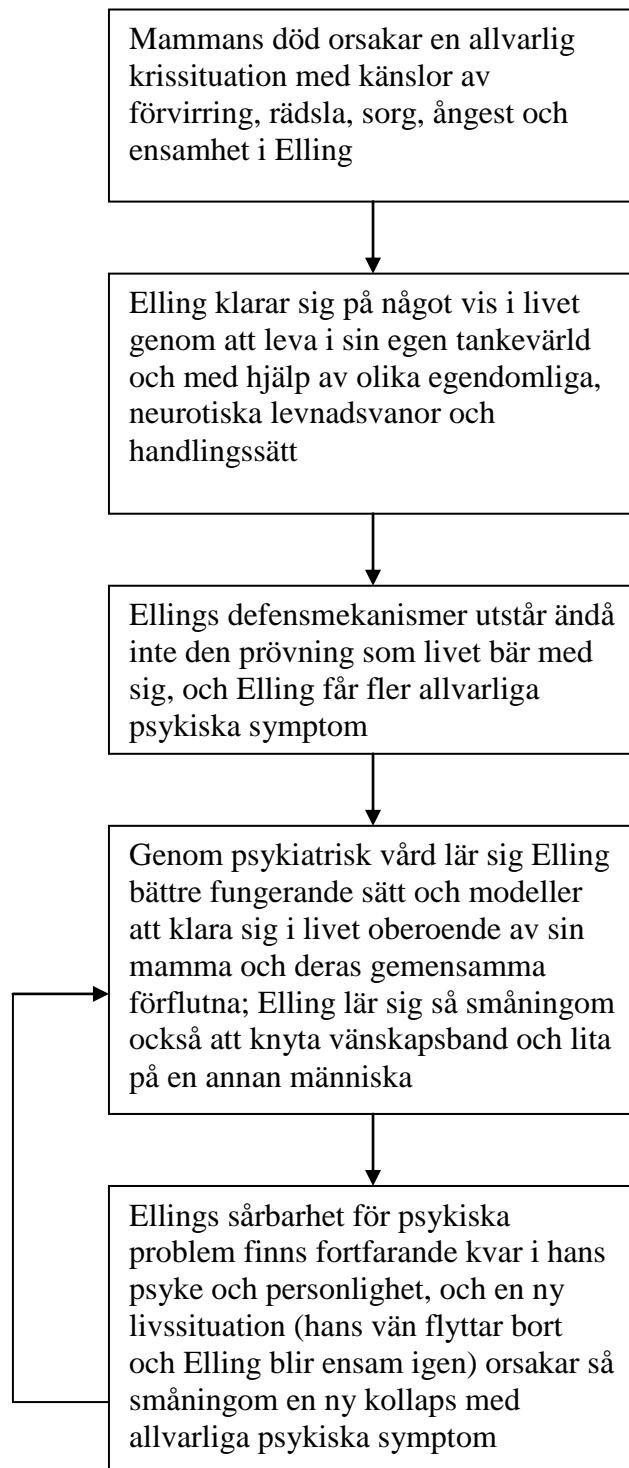 Mammans död orsakar en allvarlig
krissituation med känslor av
förvirring, rädsla, sorg, ångest och
ensamhet i Elling
Elling klarar sig på något vis i livet
genom att leva i sin egen tankevärld
och med hjälp av olika egendomliga,
neurotiska levnadsvanor och
handlingssätt
Ellings defensmekanismer utstår ändå
inte den prövning som livet bär med
sig, och Elling får fler allvarliga
psykiska symptom
Genom psykiatrisk vård lär sig Elling
bättre fungerande sätt och modeller
att klara sig i livet oberoende av sin
mamma och deras gemensamma
förflutna; Elling lär sig så småningom
också att knyta vänskapsband och lita
på en annan människa
Ellings sårbarhet för psykiska
problem finns fortfarande kvar i hans
psyke och personlighet, och en ny
livssituation (hans vän flyttar bort
och Elling blir ensam igen) orsakar så
småningom en ny kollaps med
allvarliga psykiska symptom